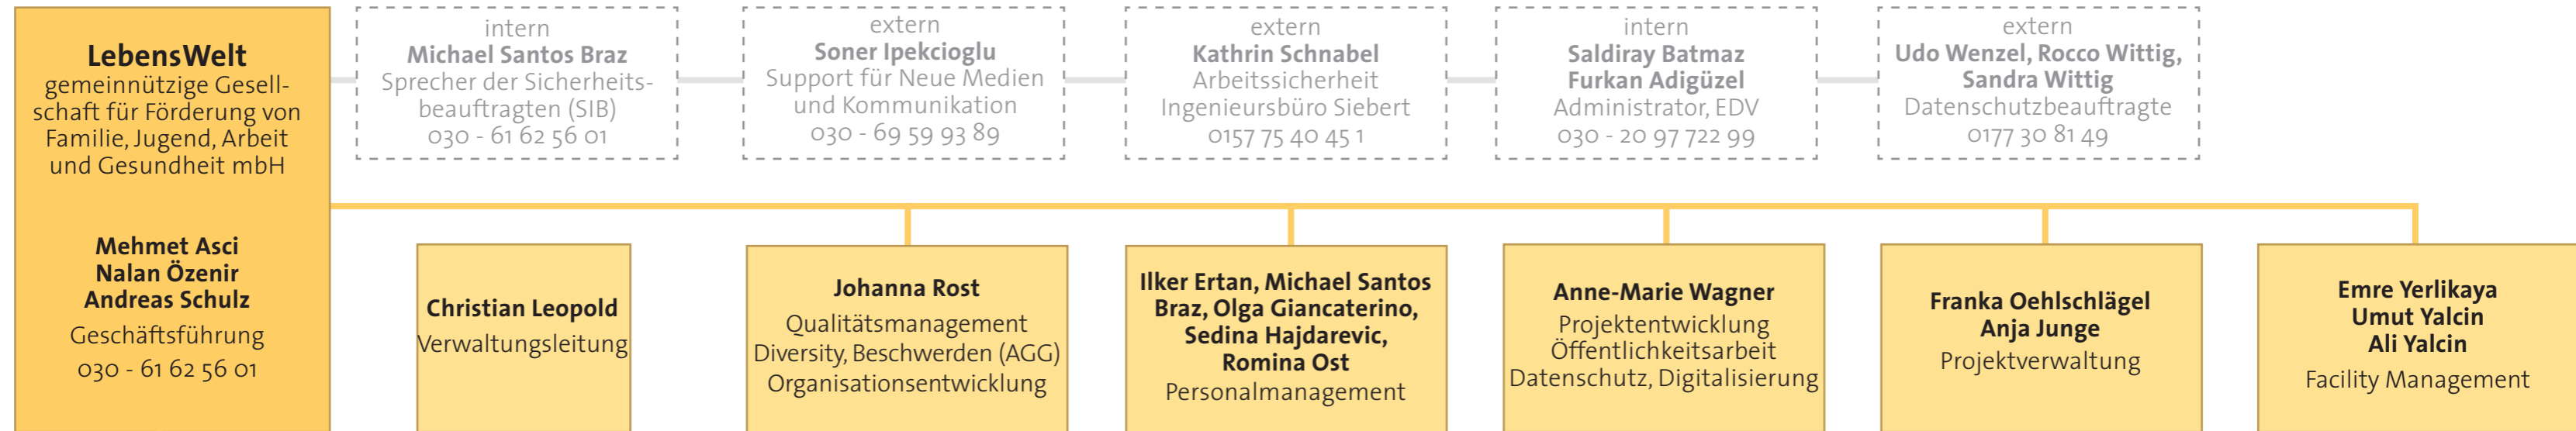 LebensWelt
gemeinnützige Gesell-
schaft für Förderung von
Familie, Jugend, Arbeit
und Gesundheit mbH
Mehmet Asci
Nalan Özenir
Andreas Schulz
Geschäftsführung
030 - 61 62 56 01
intern
Michael Santos Braz
Sprecher der Sicherheits-
beauftragten (SIB)
030 - 61 62 56 01
extern
Soner Ipekcioglu
Support für Neue Medien
und Kommunikation
030 - 69 59 93 89
extern
Kathrin Schnabel
Arbeitssicherheit
Ingenieursbüro Siebert
0157 75 40 45 1
intern
Saldiray Batmaz
Furkan Adigüzel
Administrator, EDV
030 - 20 97 722 99
extern
Udo Wenzel, Rocco Wittig,
Sandra Wittig
Datenschutzbeauftragte
0177 30 81 49
Christian Leopold
Verwaltungsleitung
Johanna Rost
Qualitätsmanagement
Diversity, Beschwerden (AGG)
Organisationsentwicklung
Ilker Ertan, Michael Santos
Braz, Olga Giancaterino,
Sedina Hajdarevic,
Romina Ost
Personalmanagement
Anne-Marie Wagner
Projektentwicklung
Öffentlichkeitsarbeit
Datenschutz, Digitalisierung
Franka Oehlschlägel
Anja Junge
Projektverwaltung
Emre Yerlikaya
Umut Yalcin
Ali Yalcin
Facility Management